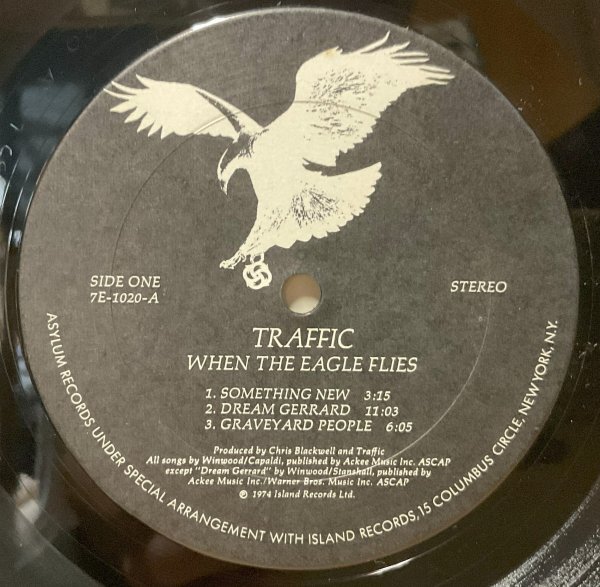 SIDE ONE
7E-1020-A
STEREO
TRAFFIC
WHEN THE EAGLE FLIES
1. SOMETHING NEW 3:15
2. DREAM GERRARD 11:03
3. GRAVEYARD PEOPLE 6:05
Produced by Chris Blackwell and Traffic
All songs by Winwood/Capaldi, published by Ackee Music Inc. ASCAP
except "Dream Gerrard" by Winwood/Stanshall, published by
Ackee Music Inc./Warner Bros. Music Inc. ASCAP
℗ 1974 Island Records Ltd.
ASYLUM RECORDS UNDER SPECIAL ARRANGEMENT WITH ISLAND RECORDS, 15 COLUMBUS CIRCLE, NEW YORK, N.Y.